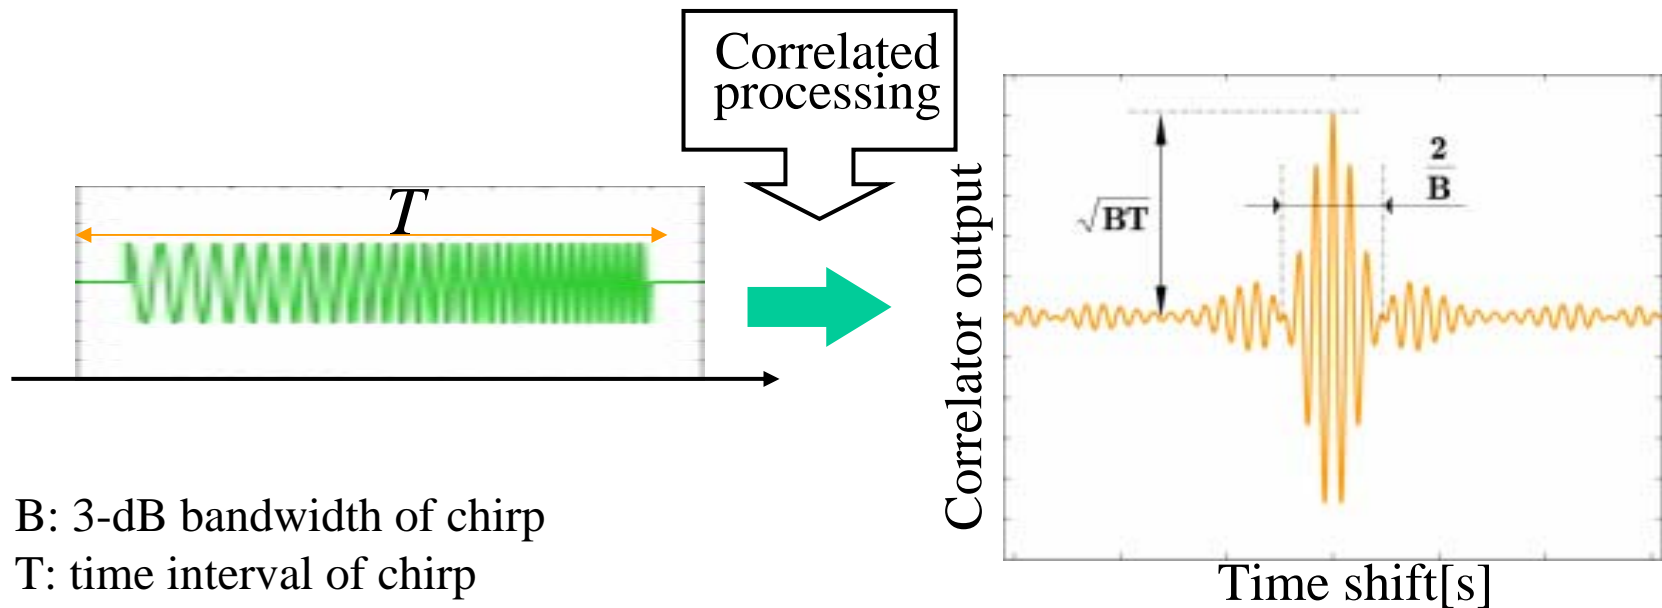 Correlated
processing
T
B: 3-dB bandwidth of chirp
T: time interval of chirp
Correlator output
√BT
2
B
Time shift[s]